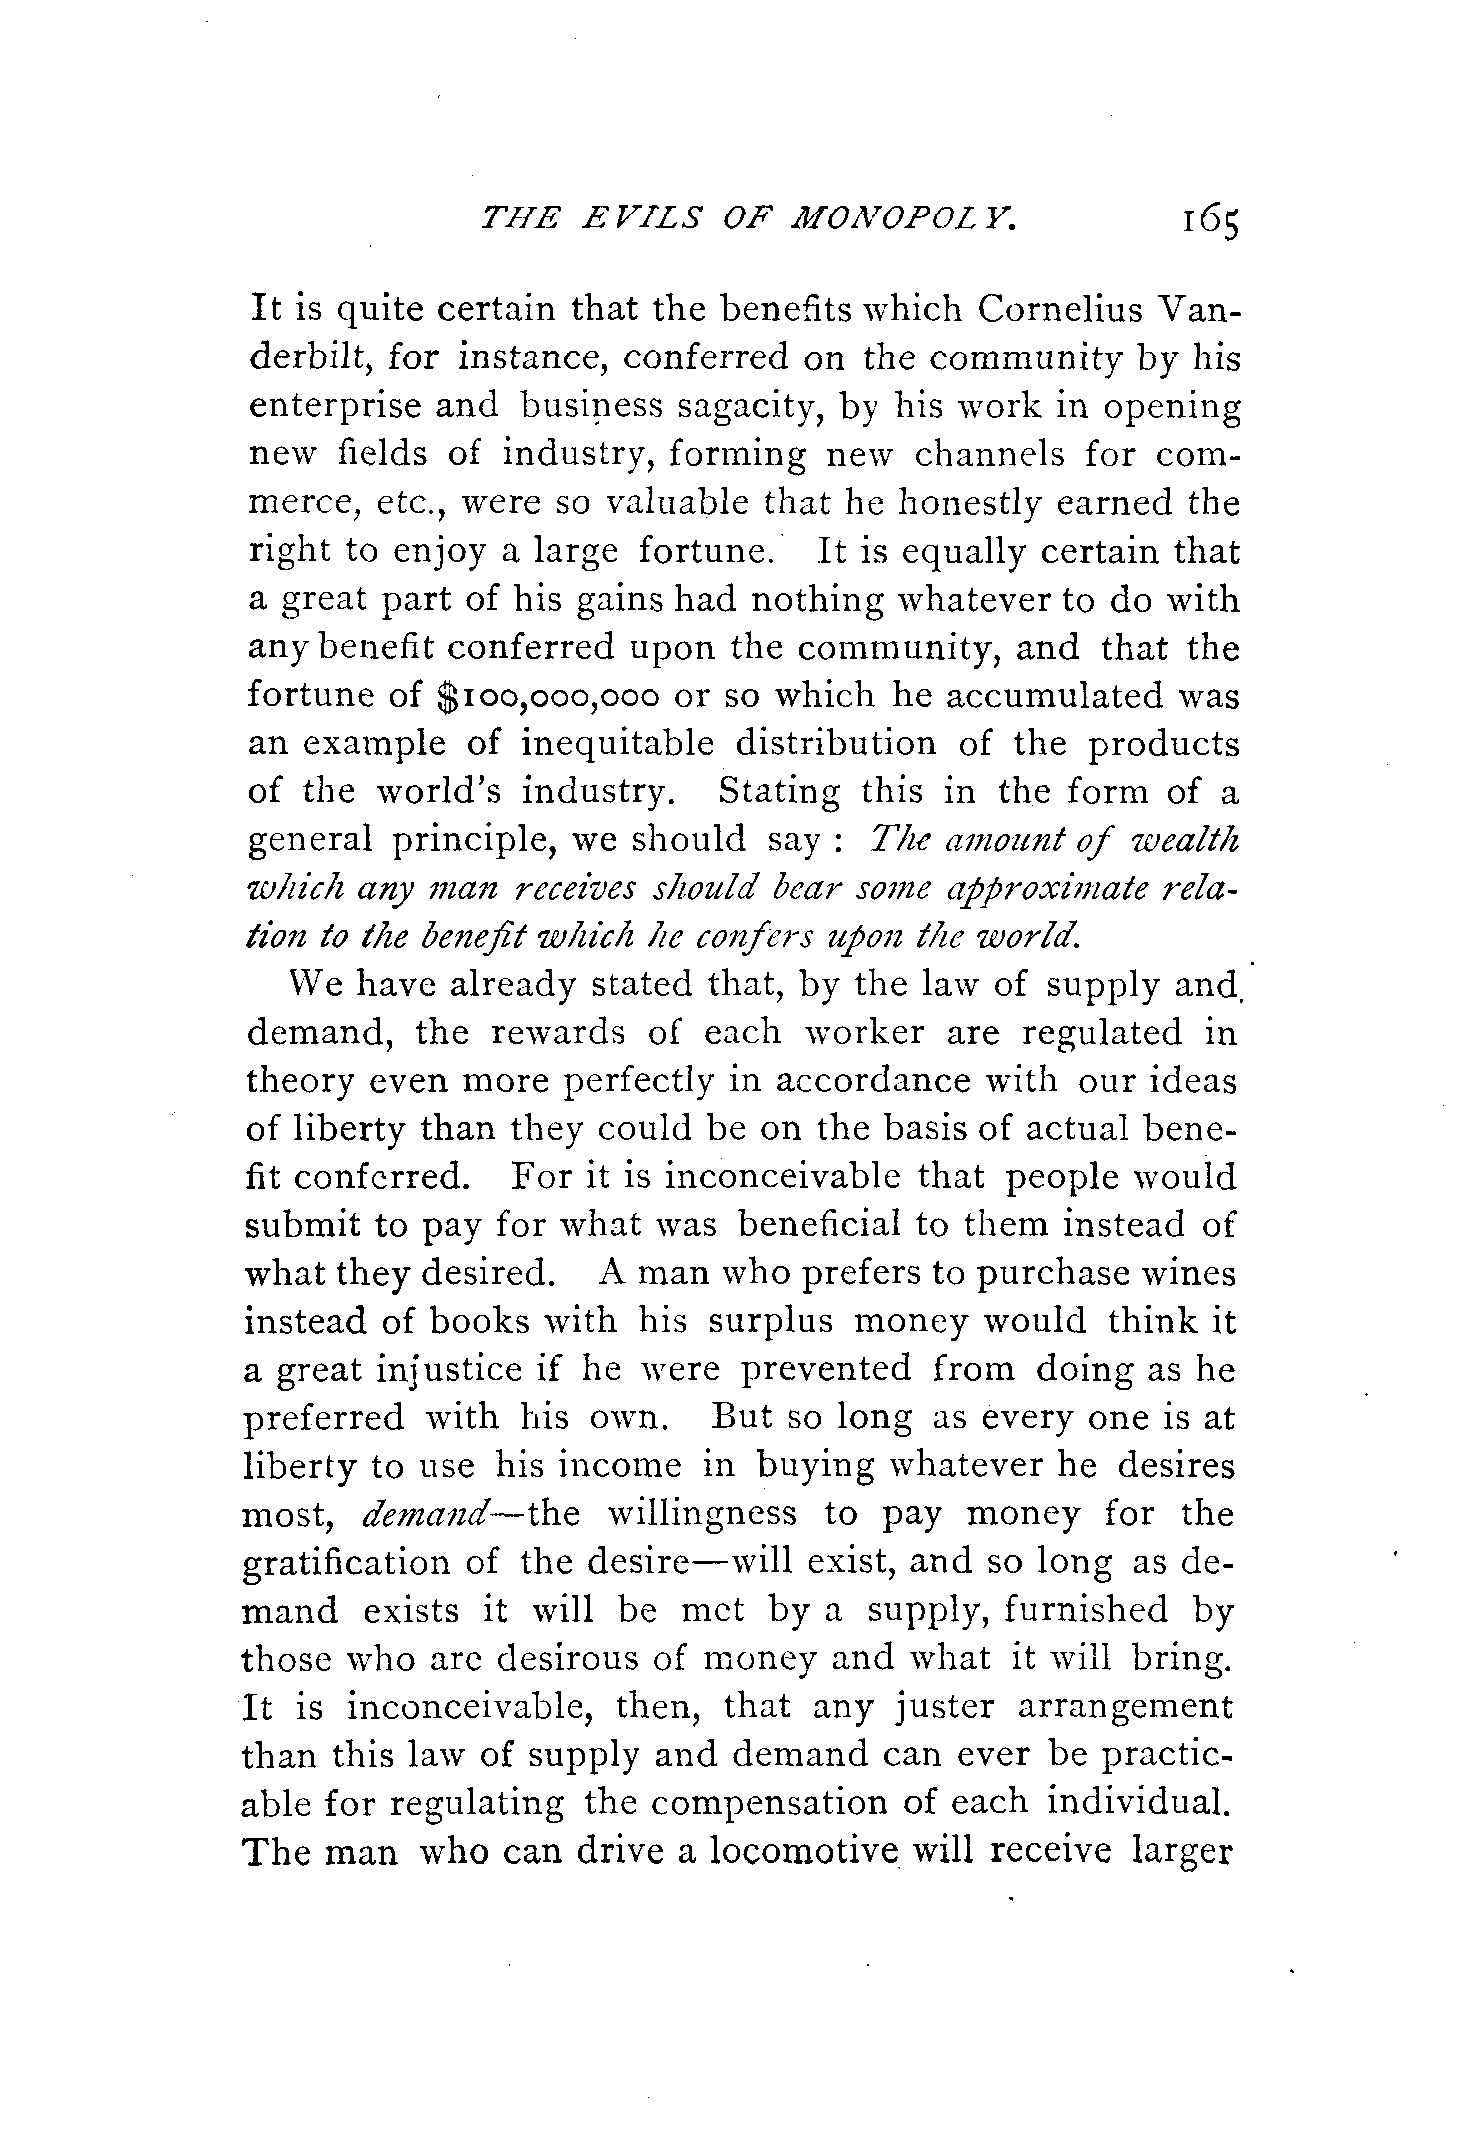 THE EVILS OF MONOPOLY. 165
It is quite certain that the benefits which Cornelius Van-
derbilt, for instance, conferred on the community by his
enterprise and business sagacity, by his work in opening
new fields of industry, forming new channels for com-
merce, etc., were so valuable that he honestly earned the
right to enjoy a large fortune. It is equally certain that
a great part of his gains had nothing whatever to do with
any benefit conferred upon the community, and that the
fortune of $100,000,000 or so which he accumulated was
an example of inequitable distribution of the products
of the world's industry. Stating this in the form of a
general principle, we should say : The amount of wealth
which any man receives should bear some approximate rela-
tion to the benefit which he confers upon the world.
We have already stated that, by the law of supply and
demand, the rewards of each worker are regulated in
theory even more perfectly in accordance with our ideas
of liberty than they could be on the basis of actual bene-
fit conferred. For it is inconceivable that people would
submit to pay for what was beneficial to them instead of
what they desired. A man who prefers to purchase wines
instead of books with his surplus money would think it
a great injustice if he were prevented from doing as he
preferred with his own. But so long as every one is at
liberty to use his income in buying whatever he desires
most, demand—the willingness to pay money for the
gratification of the desire—will exist, and so long as de-
mand exists it will be met by a supply, furnished by
those who are desirous of money and what it will bring.
It is inconceivable, then, that any juster arrangement
than this law of supply and demand can ever be practic-
able for regulating the compensation of each individual.
The man who can drive a locomotive will receive larger